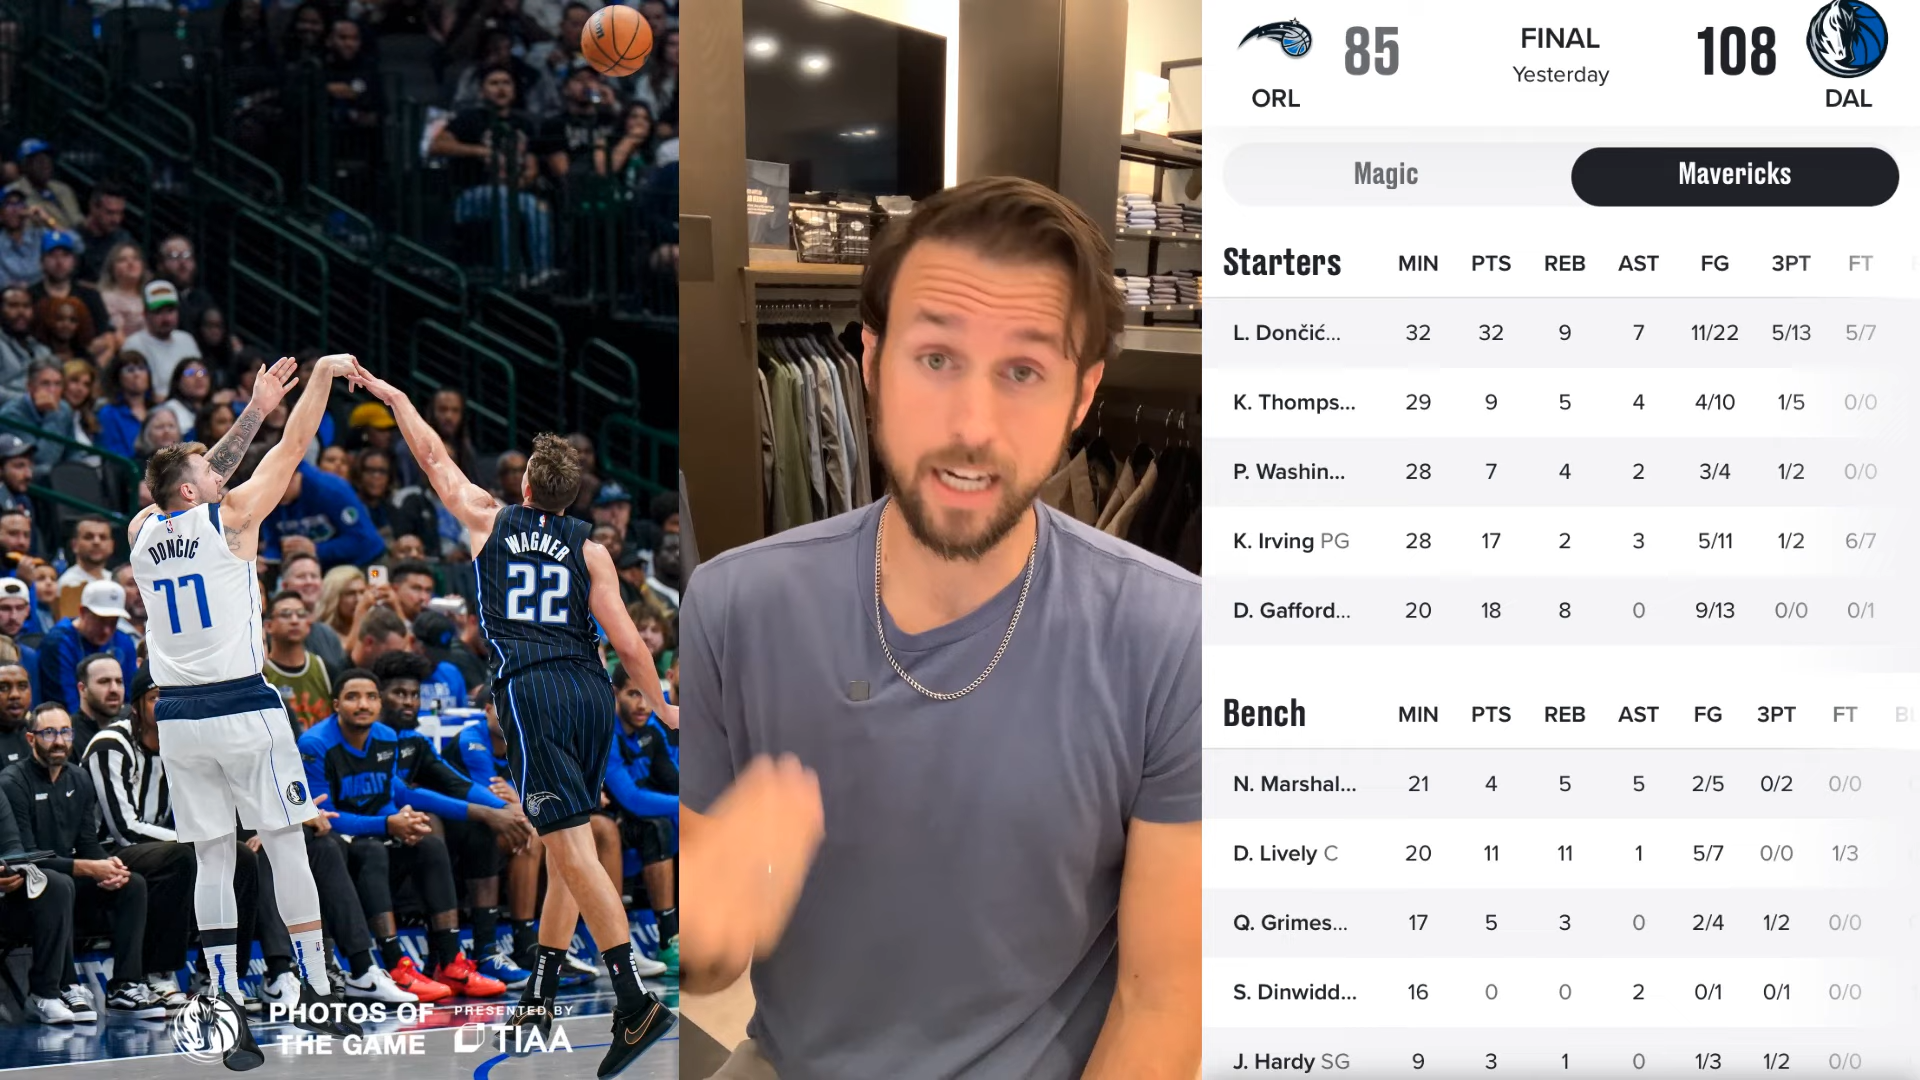 DONČIĆ
77
WAGNER
22
MAGIC
PHOTOS OF
THE GAME
PRESENTED BY
TIAA
85
FINAL
108
Yesterday
ORL
DAL
Magic
Mavericks
Starters MIN PTS REB AST FG 3PT FT
L. Dončić... 32 32 9 7 11/22 5/13 5/7
K. Thomps... 29 9 5 4 4/10 1/5 0/0
P. Washin... 28 7 4 2 3/4 1/2 0/0
K. Irving PG 28 17 2 3 5/11 1/2 6/7
D. Gafford... 20 18 8 0 9/13 0/0 0/1
Bench MIN PTS REB AST FG 3PT FT
N. Marshal... 21 4 5 5 2/5 0/2 0/0
D. Lively C 20 11 11 1 5/7 0/0 1/3
Q. Grimes... 17 5 3 0 2/4 1/2 0/0
S. Dinwidd... 16 0 0 2 0/1 0/1 0/0
J. Hardy SG 9 3 1 0 1/3 1/2 0/0